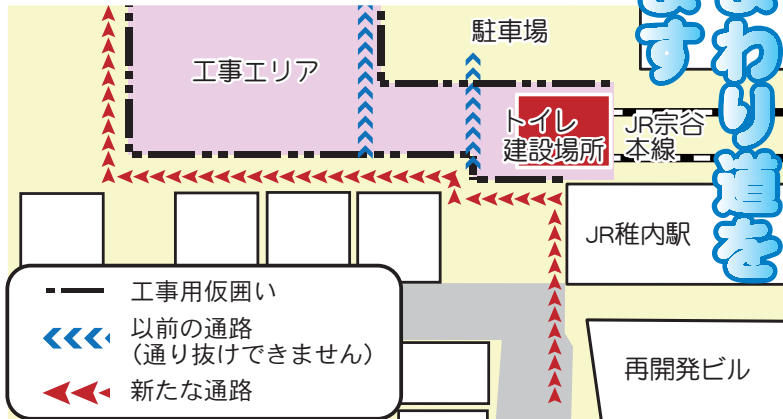 まわり道を
ます
駐車場
工事エリア
トイレ
建設場所
JR宗谷
本線
JR稚内駅
再開発ビル
工事用仮囲い
以前の通路
(通り抜けできません)
新たな通路